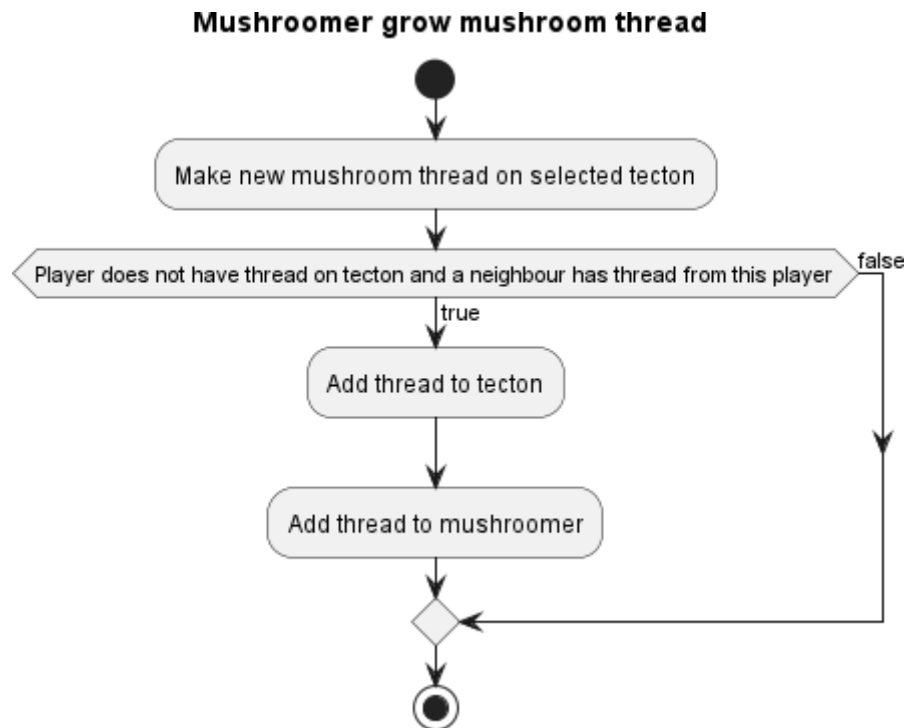 Mushroomer grow mushroom thread
Make new mushroom thread on selected tecton
Player does not have thread on tecton and a neighbour has thread from this player
false
true
Add thread to tecton
Add thread to mushroomer